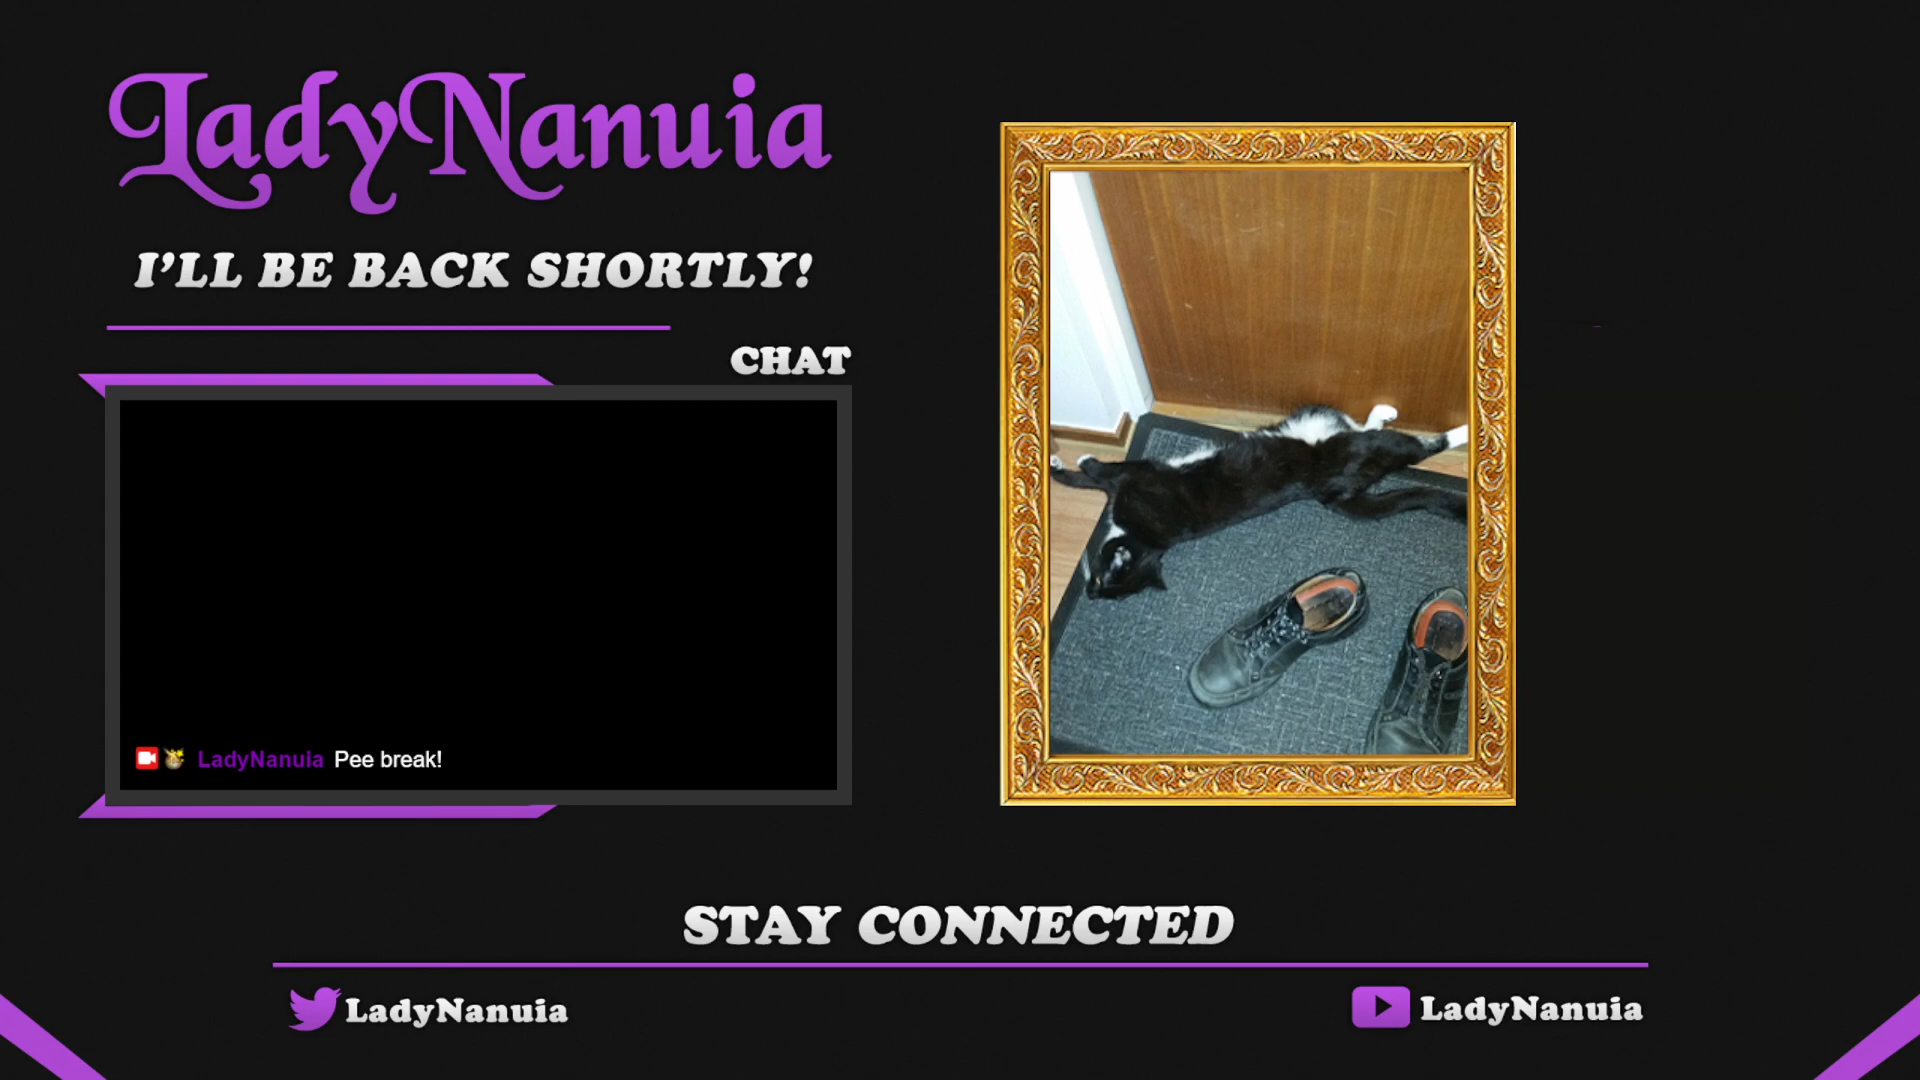 LadyNanuia
I'LL BE BACK SHORTLY!
CHAT
LadyNanuia Pee break!
STAY CONNECTED
LadyNanuia
LadyNanuia